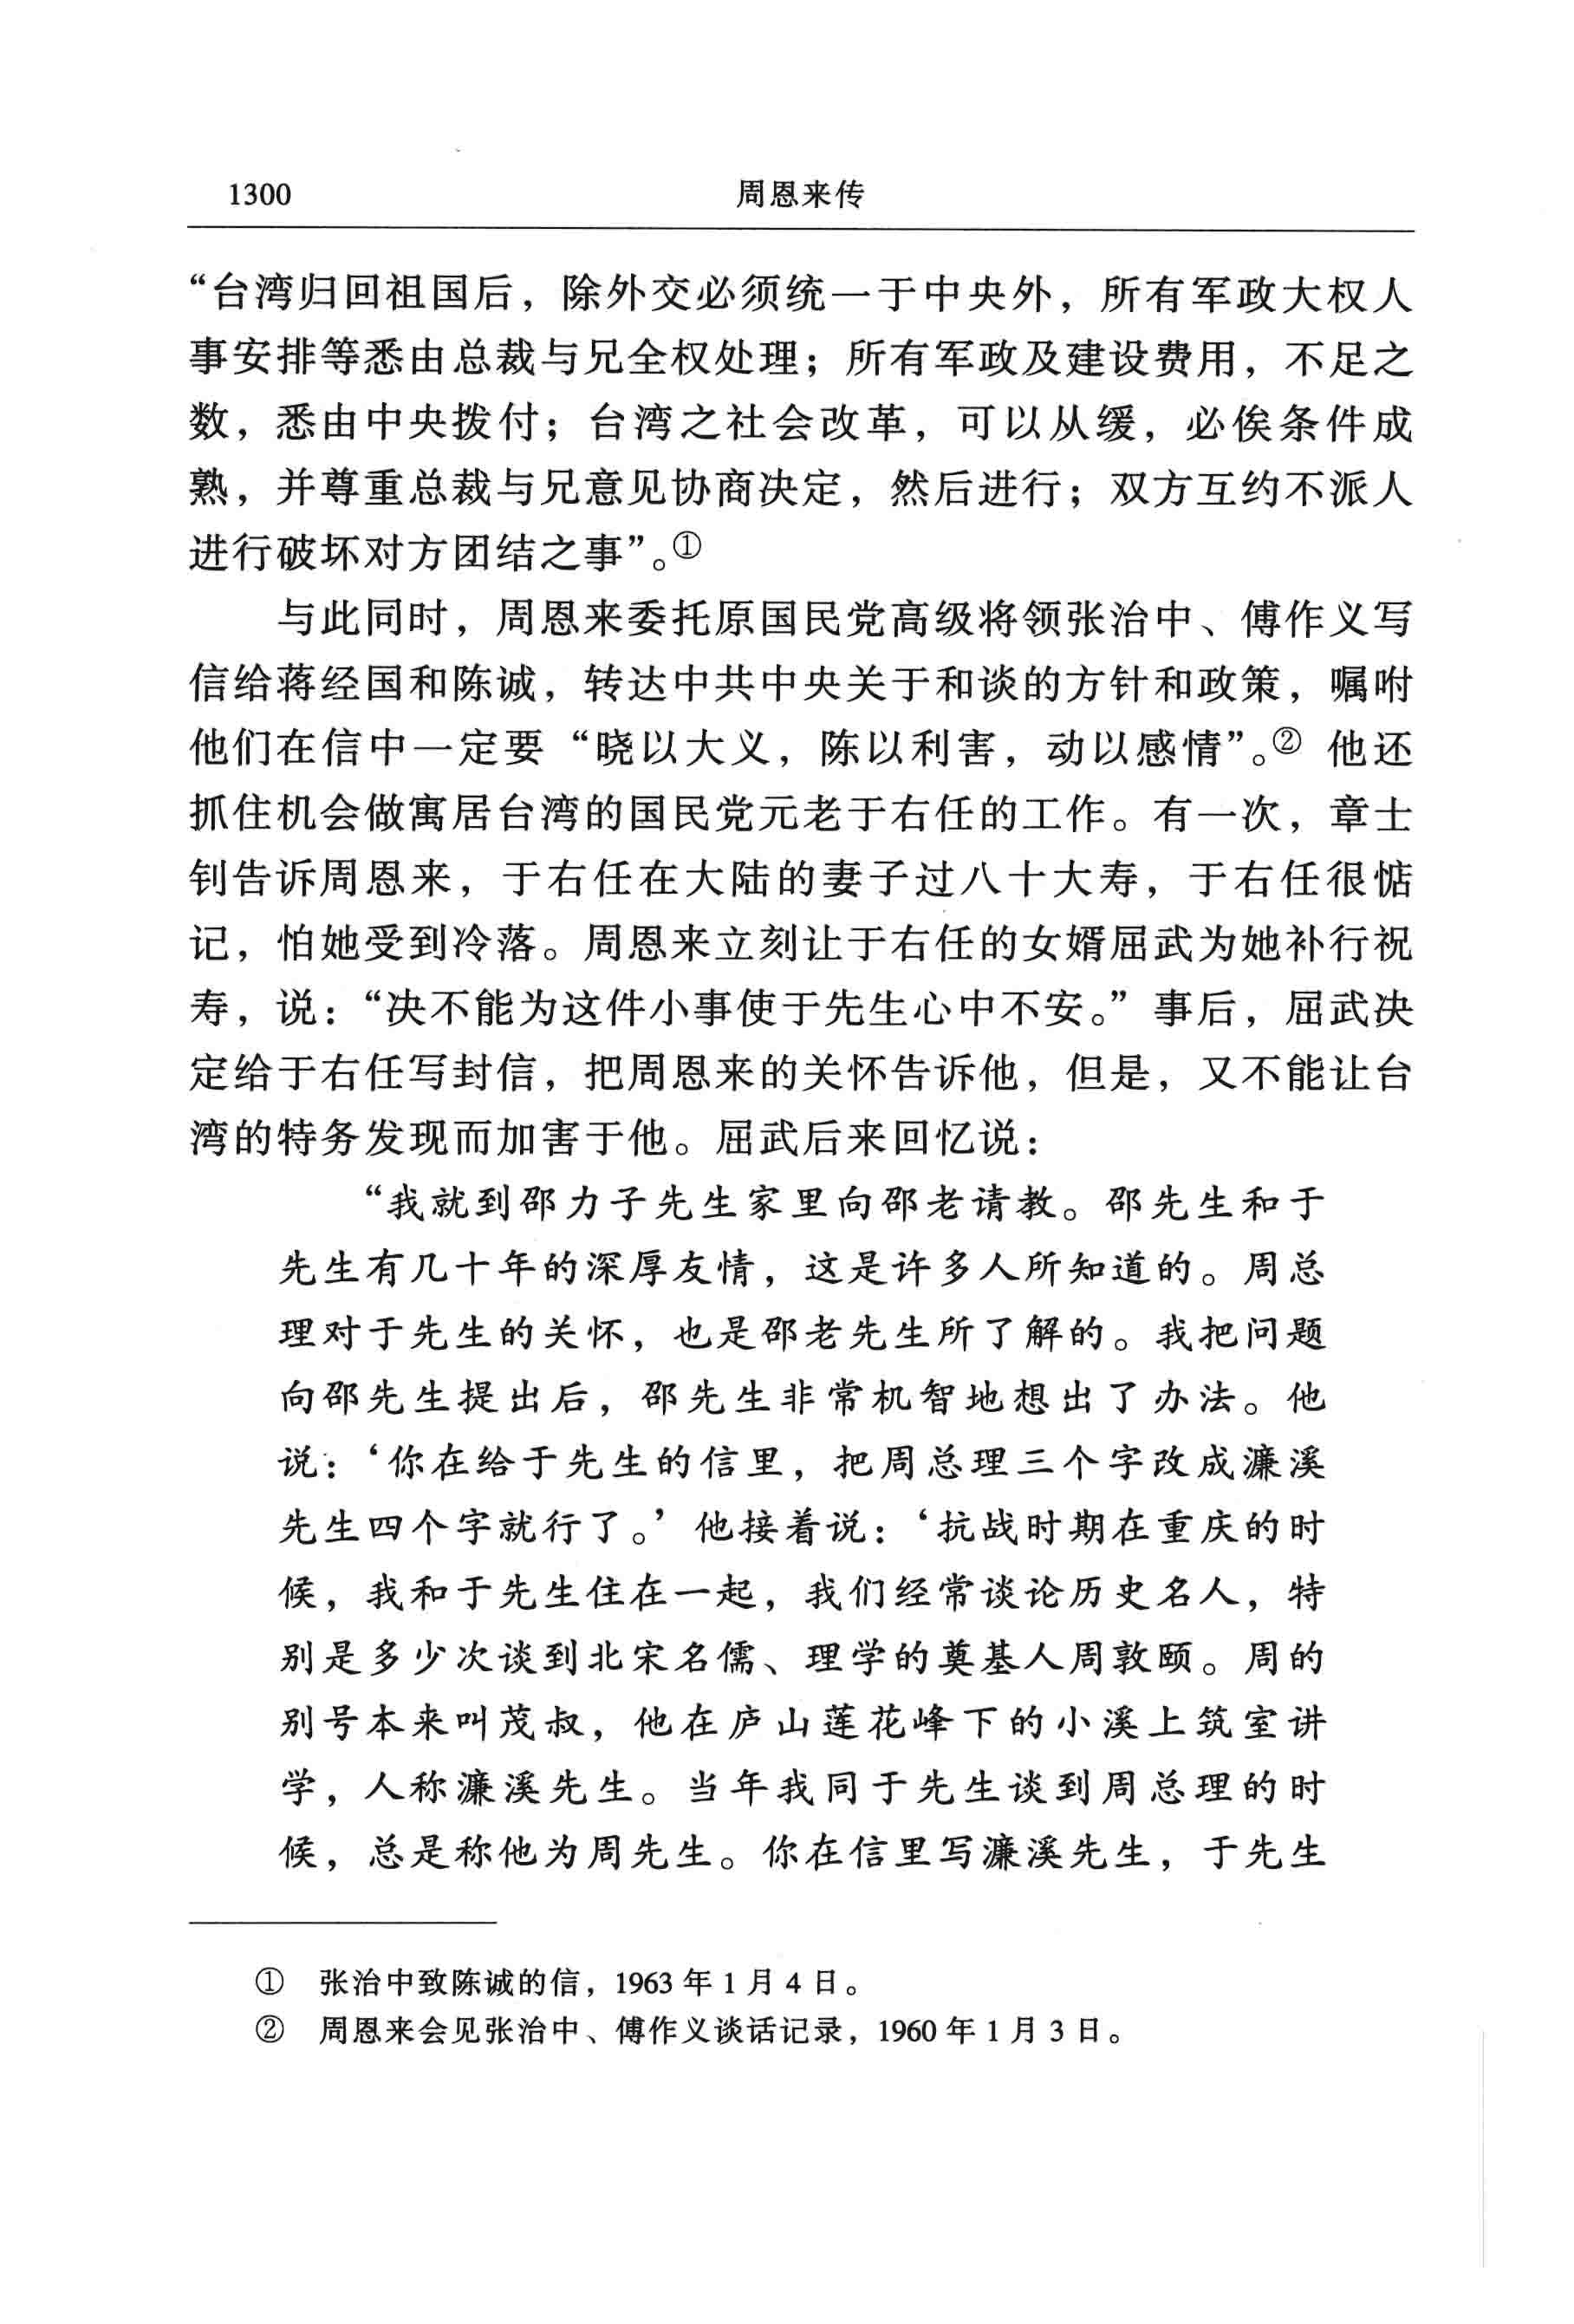 1300
周恩来传
“台湾归回祖国后，除外交必须统一于中央外，所有军政大权人
事安排等悉由总裁与兄全权处理；所有军政及建设费用，不足之
数，悉由中央拨付；台湾之社会改革，可以从缓，必俟条件成
熟，并尊重总裁与兄意见协商决定，然后进行；双方互约不派人
进行破坏对方团结之事”。①
与此同时，周恩来委托原国民党高级将领张治中、傅作义写
信给蒋经国和陈诚，转达中共中央关于和谈的方针和政策，嘱咐
他们在信中一定要“晓以大义，陈以利害，动以感情”。② 他还
抓住机会做寓居台湾的国民党元老于右任的工作。有一次，章士
钊告诉周恩来，于右任在大陆的妻子过八十大寿，于右任很惦
记，怕她受到冷落。周恩来立刻让于右任的女婿屈武为她补行祝
寿，说：“决不能为这件小事使于先生心中不安。”事后，屈武决
定给于右任写封信，把周恩来的关怀告诉他，但是，又不能让台
湾的特务发现而加害于他。屈武后来回忆说：
“我就到邵力子先生家里向邵老请教。邵先生和于
先生有几十年的深厚友情，这是许多人所知道的。周总
理对于先生的关怀，也是邵老先生所了解的。我把问题
向邵先生提出后，邵先生非常机智地想出了办法。他
说：‘你在给于先生的信里，把周总理三个字改成濂溪
先生四个字就行了。’他接着说：‘抗战时期在重庆的时
候，我和于先生住在一起，我们经常谈论历史名人，特
别是多少次谈到北宋名儒、理学的奠基人周敦颐。周的
别号本来叫茂叔，他在庐山莲花峰下的小溪上筑室讲
学，人称濂溪先生。当年我同于先生谈到周总理的时
候，总是称他为周先生。你在信里写濂溪先生，于先生
① 张治中致陈诚的信，1963 年 1 月 4 日。
② 周恩来会见张治中、傅作义谈话记录，1960 年 1 月 3 日。